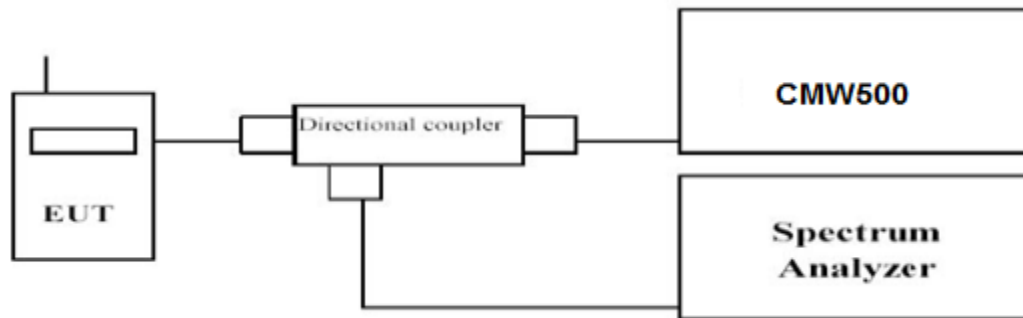 CMW500
Directional coupler
EUT
Spectrum
Analyzer